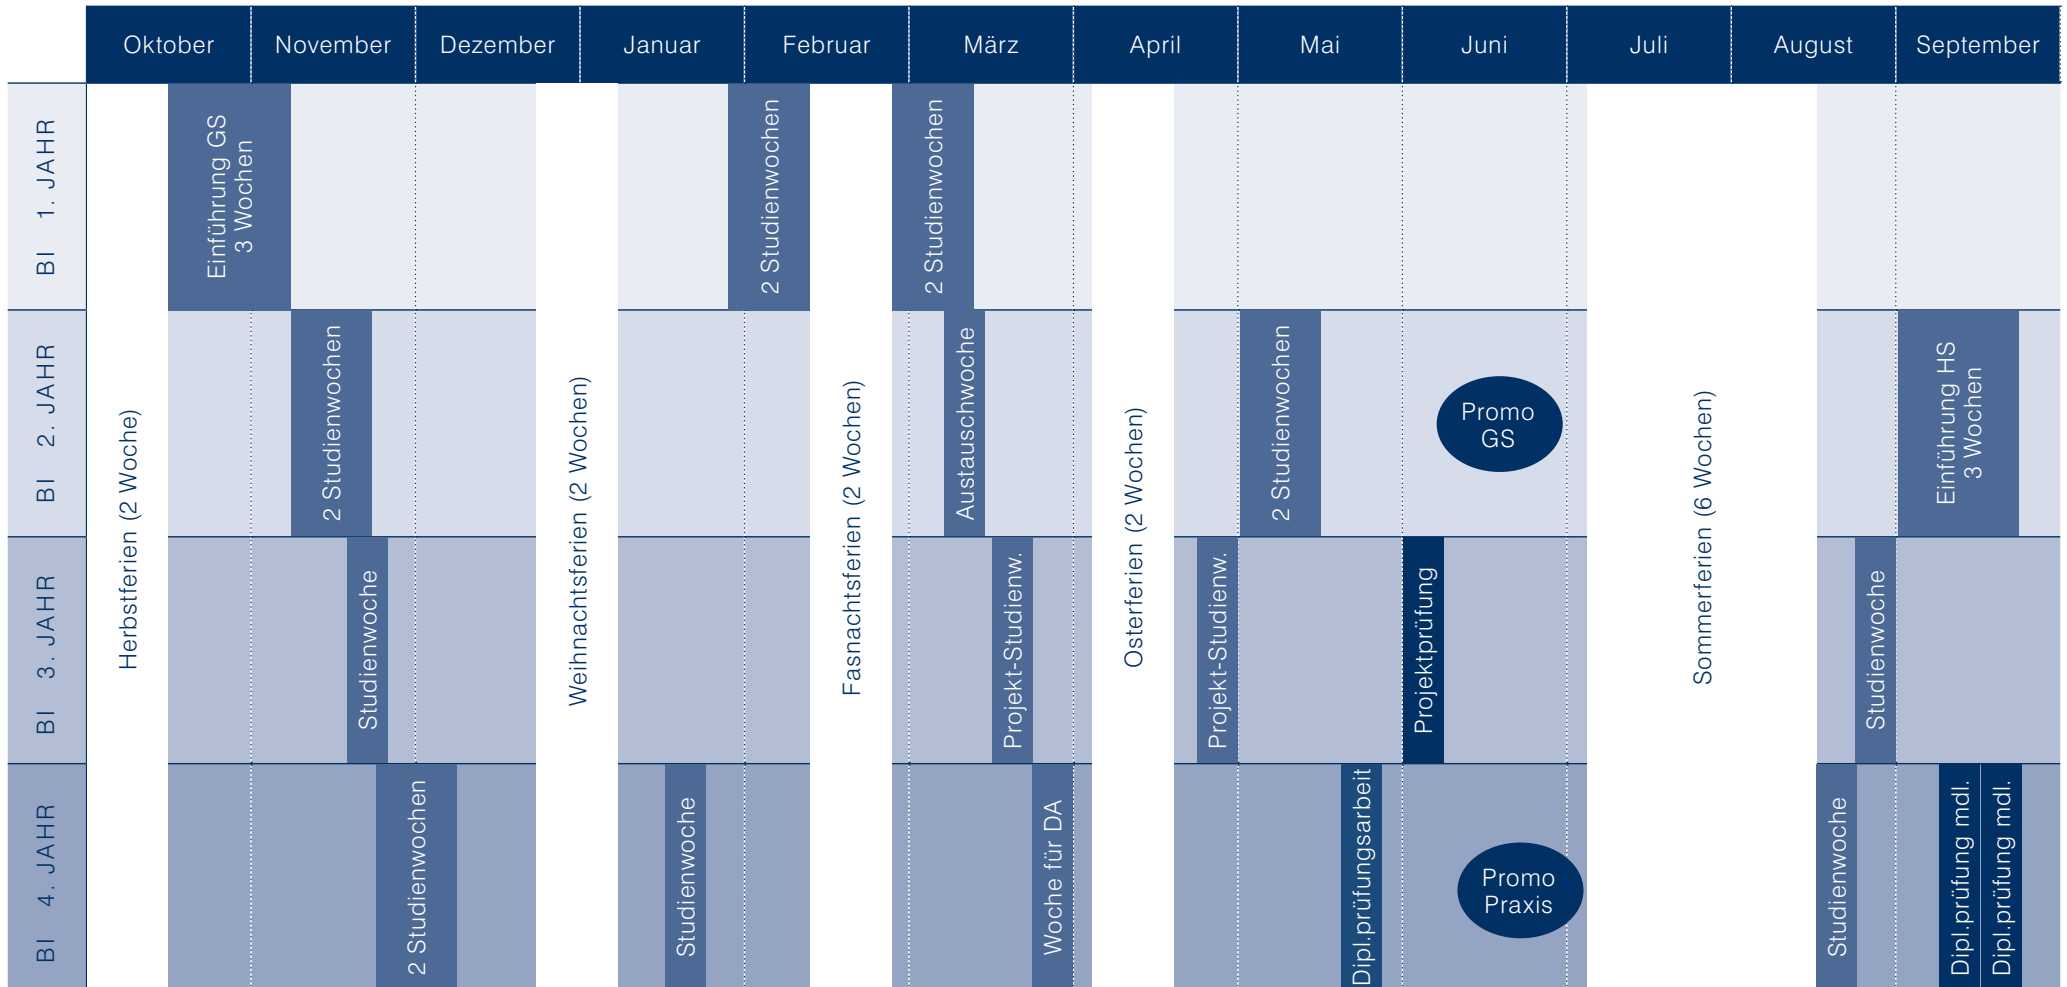 Oktober
November
Dezember
Januar
Februar
März
April
Mai
Juni
Juli
August
September
Herbstferien (2 Woche)
Weihnachtsferien (2 Wochen)
Fasnachtsferien (2 Wochen)
Osterferien (2 Wochen)
Sommerferien (6 Wochen)
BI 1. JAHR
Einführung GS
3 Wochen
2 Studienwochen
2 Studienwochen
BI 2. JAHR
2 Studienwochen
Austauschwoche
2 Studienwochen
Promo
GS
Einführung HS
3 Wochen
BI 3. JAHR
Studienwoche
Projekt-Studienw.
Projekt-Studienw.
Projektprüfung
Studienwoche
BI 4. JAHR
2 Studienwochen
Studienwoche
Woche für DA
Dipl.prüfungsarbeit
Promo
Praxis
Studienwoche
Dipl.prüfung mdl.
Dipl.prüfung mdl.